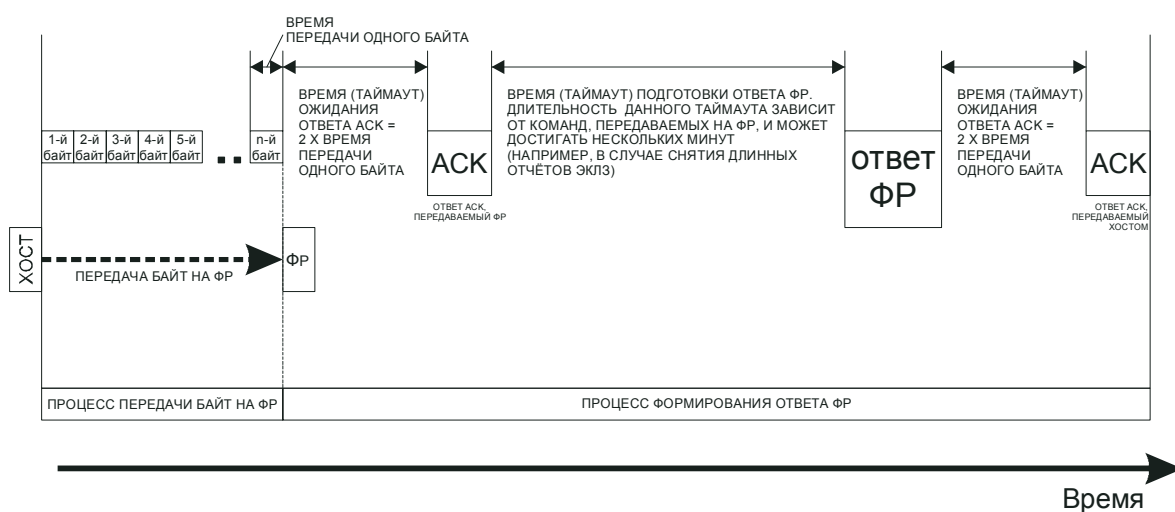 ВРЕМЯ
ПЕРЕДАЧИ ОДНОГО БАЙТА
ВРЕМЯ (ТАЙМАУТ)
ОЖИДАНИЯ
ОТВЕТА АСК =
2 X ВРЕМЯ
ПЕРЕДАЧИ
ОДНОГО БАЙТА
ВРЕМЯ (ТАЙМАУТ) ПОДГОТОВКИ ОТВЕТА ФР.
ДЛИТЕЛЬНОСТЬ ДАННОГО ТАЙМАУТА ЗАВИСИТ
ОТ КОМАНД, ПЕРЕДАВАЕМЫХ НА ФР, И МОЖЕТ
ДОСТИГАТЬ НЕСКОЛЬКИХ МИНУТ
(НАПРИМЕР, В СЛУЧАЕ СНЯТИЯ ДЛИННЫХ
ОТЧЁТОВ ЭКЛЗ)
ВРЕМЯ (ТАЙМАУТ)
ОЖИДАНИЯ
ОТВЕТА АСК =
2 X ВРЕМЯ
ПЕРЕДАЧИ
ОДНОГО БАЙТА
1-й
байт
2-й
байт
3-й
байт
4-й
байт
5-й
байт
n-й
байт
АСК
ответ
ФР
АСК
ОТВЕТ АСК,
ПЕРЕДАВАЕМЫЙ ФР
ОТВЕТ АСК,
ПЕРЕДАВАЕМЫЙ
ХОСТОМ
ХОСТ
ФР
ПЕРЕДАЧА БАЙТ НА ФР
ПРОЦЕСС ПЕРЕДАЧИ БАЙТ НА ФР
ПРОЦЕСС ФОРМИРОВАНИЯ ОТВЕТА ФР
Время